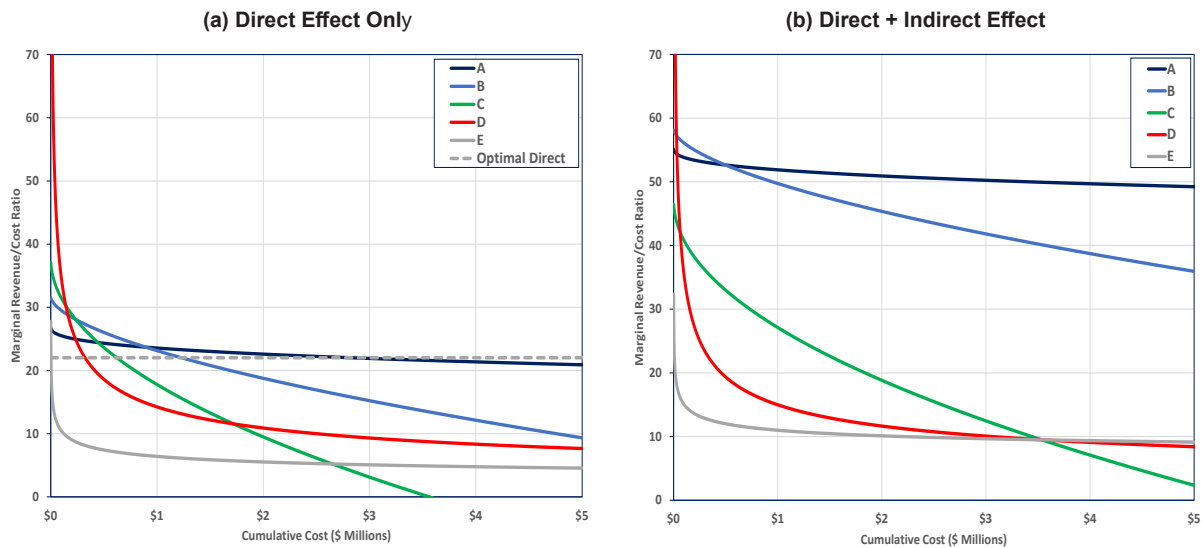 (a) Direct Effect Only
70
60
50
40
30
20
10
0
Marginal Revenue/Cost Ratio
A
B
C
D
E
Optimal Direct
$0 $1 $2 $3 $4 $5
Cumulative Cost ($ Millions)
(b) Direct + Indirect Effect
70
60
50
40
30
20
10
0
Marginal Revenue/Cost Ratio
A
B
C
D
E
$0 $1 $2 $3 $4 $5
Cumulative Cost ($ Millions)